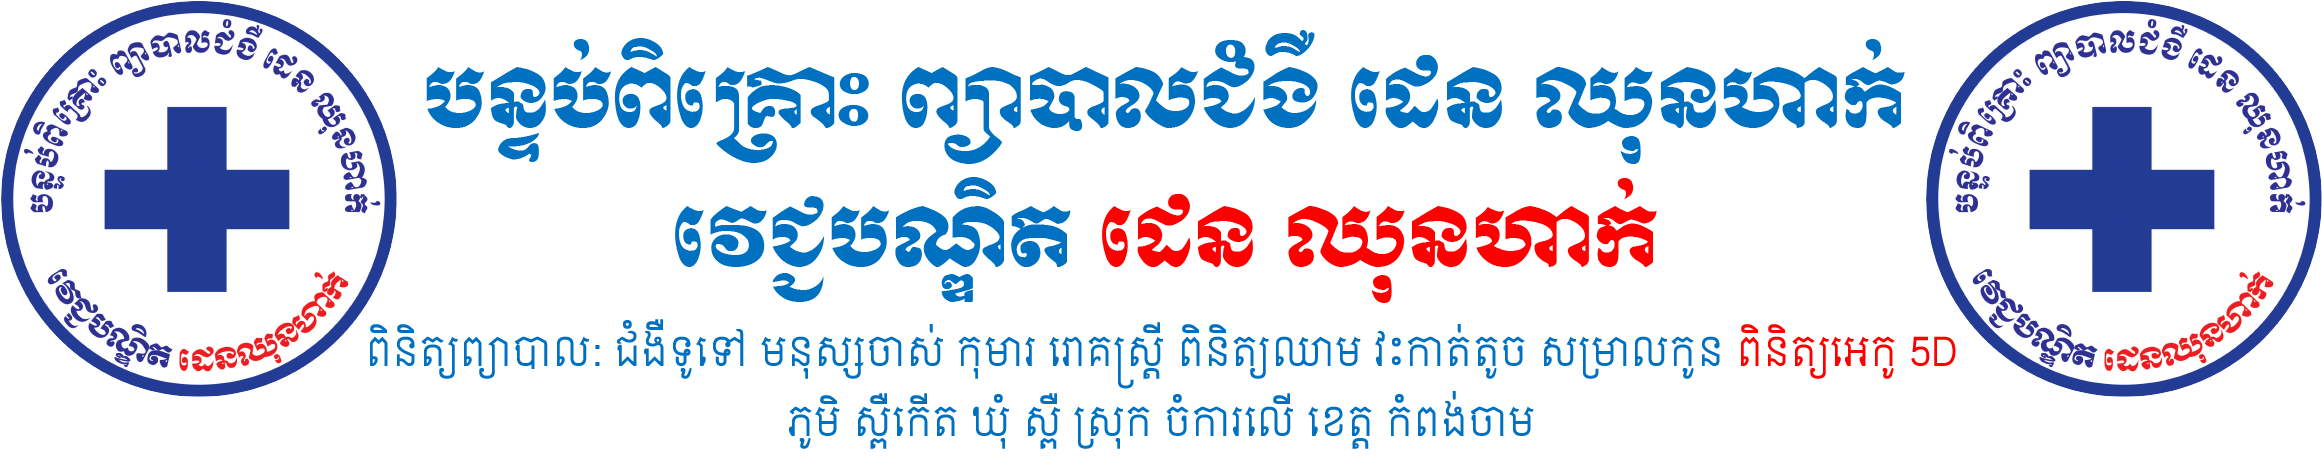 បន្ទប់ពិគ្រោះ ព្យាបាលជំងឺ ដេន ឈុនហាក់
វេជ្ជបណ្ឌិត ដេន ឈុនហាក់
ពិនិត្យព្យាបាល: ជំងឺទូទៅ មនុស្សចាស់ កុមារ រោគស្ត្រី ពិនិត្យឈាម វះកាត់តូច សម្រាលកូន ពិនិត្យអេកូ 5D
ភូមិ ស្ពឺកើត ឃុំ ស្ពឺ ស្រុក ចំការលើ ខេត្ត កំពង់ចាម
បន្ទប់ពិគ្រោះ ព្យាបាលជំងឺ ដេន ឈុនហាក់
វេជ្ជបណ្ឌិត ដេនឈុនហាក់
បន្ទប់ពិគ្រោះ ព្យាបាលជំងឺ ដេន ឈុនហាក់
វេជ្ជបណ្ឌិត ដេនឈុនហាក់